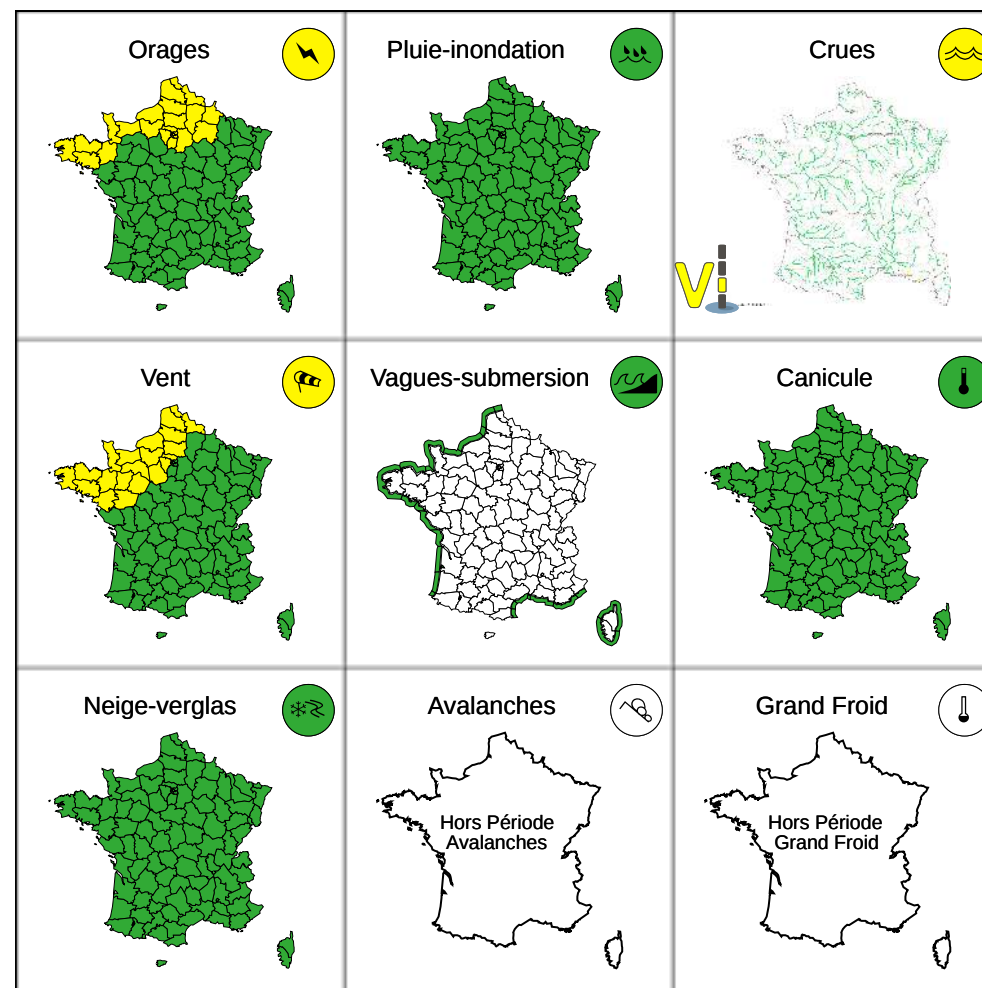 Orages
Pluie-inondation
Crues
Vi
Vent
Vagues-submersion
Canicule
Neige-verglas
Avalanches
Grand Froid
Hors Période
Avalanches
Hors Période
Grand Froid